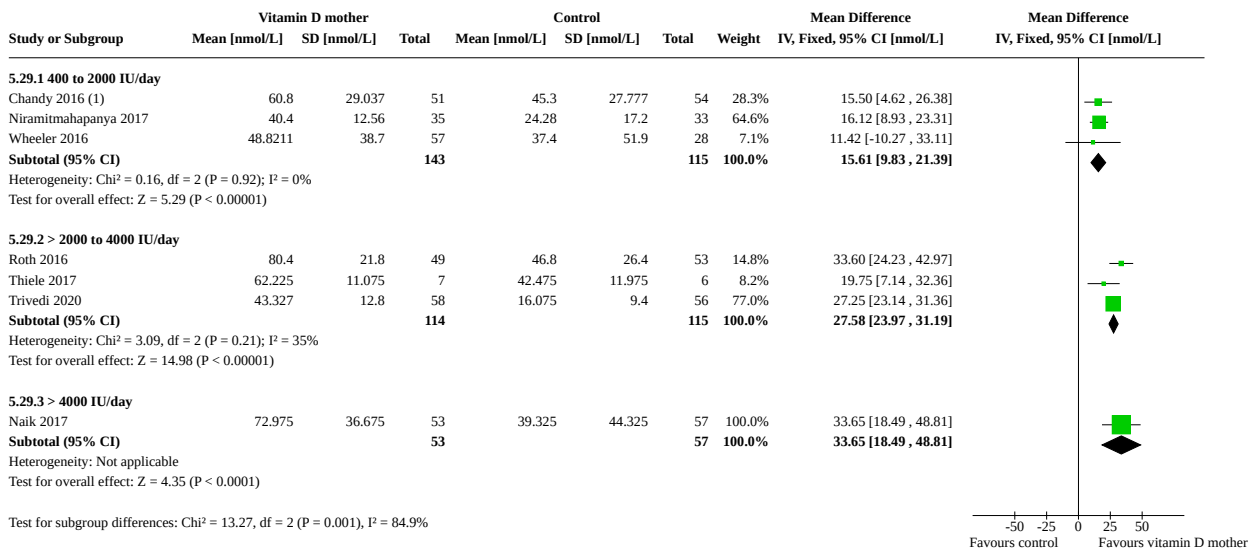 Vitamin D mother Control Mean Difference Mean Difference
Study or Subgroup Mean [nmol/L] SD [nmol/L] Total Mean [nmol/L] SD [nmol/L] Total Weight IV, Fixed, 95% CI [nmol/L] IV, Fixed, 95% CI [nmol/L]
5.29.1 400 to 2000 IU/day
Chandy 2016 (1) 60.8 29.037 51 45.3 27.777 54 28.3% 15.50 [4.62 , 26.38]
Niramitmahapanya 2017 40.4 12.56 35 24.28 17.2 33 64.6% 16.12 [8.93 , 23.31]
Wheeler 2016 48.8211 38.7 57 37.4 51.9 28 7.1% 11.42 [-10.27 , 33.11]
Subtotal (95% CI) 143 115 100.0% 15.61 [9.83 , 21.39]
Heterogeneity: Chi² = 0.16, df = 2 (P = 0.92); I² = 0%
Test for overall effect: Z = 5.29 (P < 0.00001)
5.29.2 > 2000 to 4000 IU/day
Roth 2016 80.4 21.8 49 46.8 26.4 53 14.8% 33.60 [24.23 , 42.97]
Thiele 2017 62.225 11.075 7 42.475 11.975 6 8.2% 19.75 [7.14 , 32.36]
Trivedi 2020 43.327 12.8 58 16.075 9.4 56 77.0% 27.25 [23.14 , 31.36]
Subtotal (95% CI) 114 115 100.0% 27.58 [23.97 , 31.19]
Heterogeneity: Chi² = 3.09, df = 2 (P = 0.21); I² = 35%
Test for overall effect: Z = 14.98 (P < 0.00001)
5.29.3 > 4000 IU/day
Naik 2017 72.975 36.675 53 39.325 44.325 57 100.0% 33.65 [18.49 , 48.81]
Subtotal (95% CI) 53 57 100.0% 33.65 [18.49 , 48.81]
Heterogeneity: Not applicable
Test for overall effect: Z = 4.35 (P < 0.0001)
Test for subgroup differences: Chi² = 13.27, df = 2 (P = 0.001), I² = 84.9%
-50 -25 0 25 50
Favours control Favours vitamin D mother